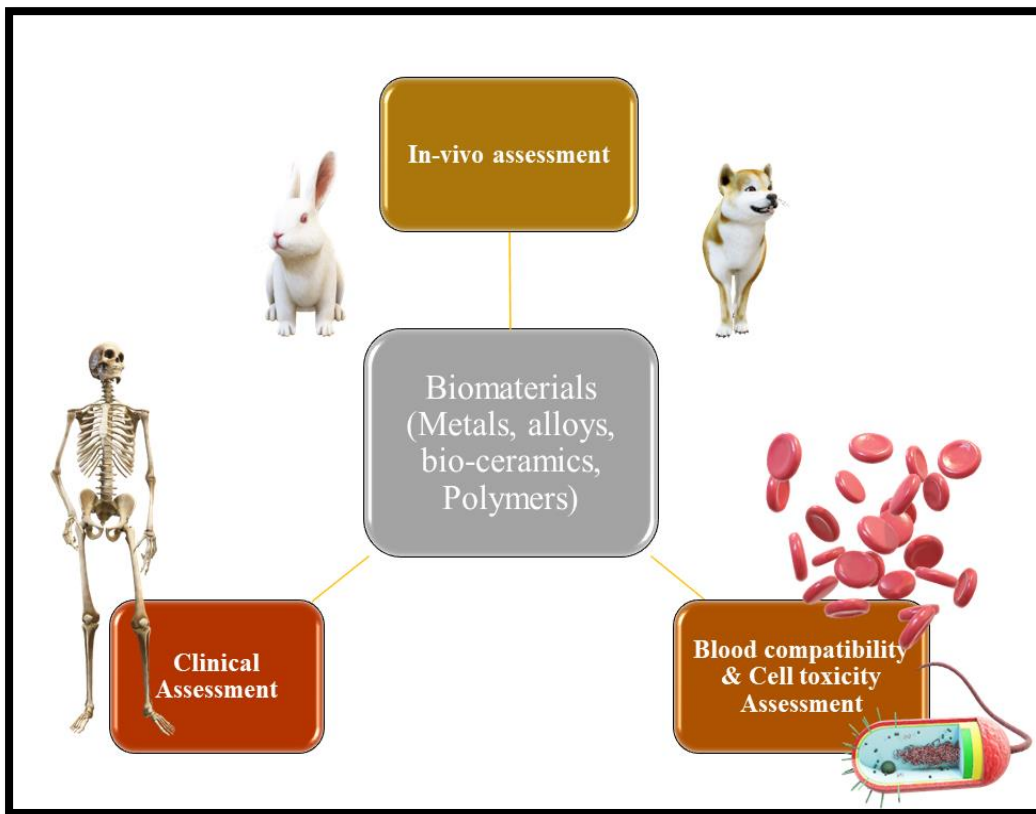 In-vivo assessment
Biomaterials
(Metals, alloys,
bio-ceramics,
Polymers)
Clinical
Assessment
Blood compatibility
& Cell toxicity
Assessment